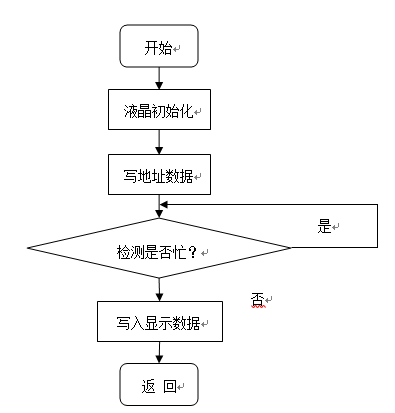 开始
液晶初始化
写地址数据
是
检测是否忙？
否
写入显示数据
返 回